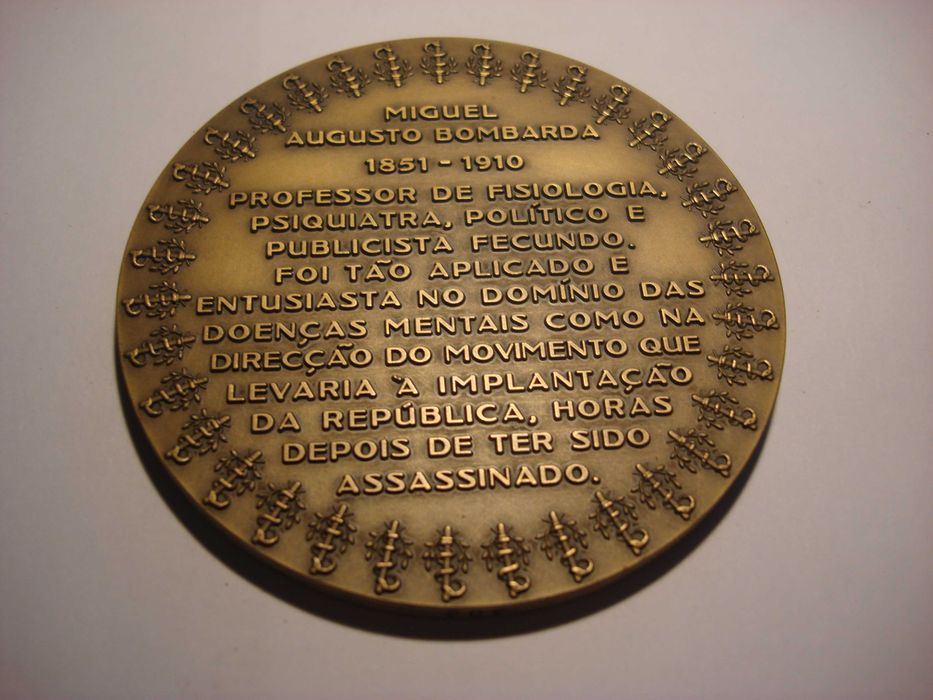 MIGUEL
AUGUSTO BOMBARDA
1851 - 1910
PROFESSOR DE FISIOLOGIA,
PSIQUIATRA, POLÍTICO E
PUBLICISTA FECUNDO.
FOI TÃO APLICADO E
ENTUSIASTA NO DOMÍNIO DAS
DOENÇAS MENTAIS COMO NA
DIRECÇÃO DO MOVIMENTO QUE
LEVARIA À IMPLANTAÇÃO
DA REPÚBLICA, HORAS
DEPOIS DE TER SIDO
ASSASSINADO.